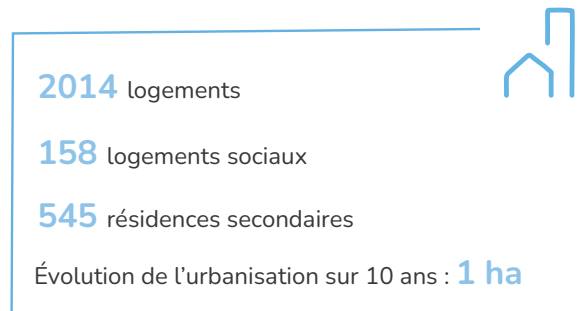 2014 logements
158 logements sociaux
545 résidences secondaires
Évolution de l’urbanisation sur 10 ans : 1 ha